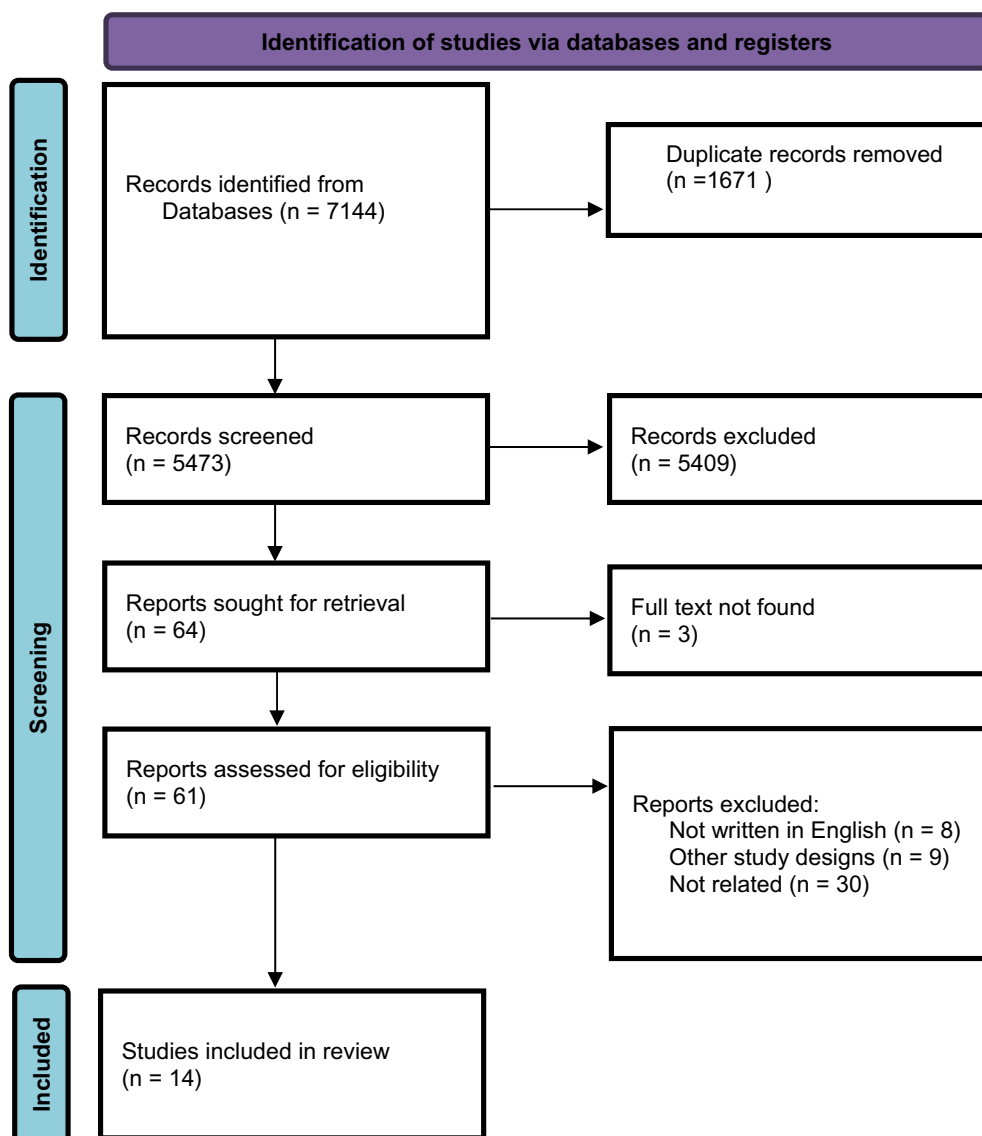 Identification of studies via databases and registers
Identification
Records identified from
Databases (n = 7144)
Duplicate records removed
(n =1671 )
Screening
Records screened
(n = 5473)
Records excluded
(n = 5409)
Reports sought for retrieval
(n = 64)
Full text not found
(n = 3)
Reports assessed for eligibility
(n = 61)
Reports excluded:
Not written in English (n = 8)
Other study designs (n = 9)
Not related (n = 30)
Included
Studies included in review
(n = 14)